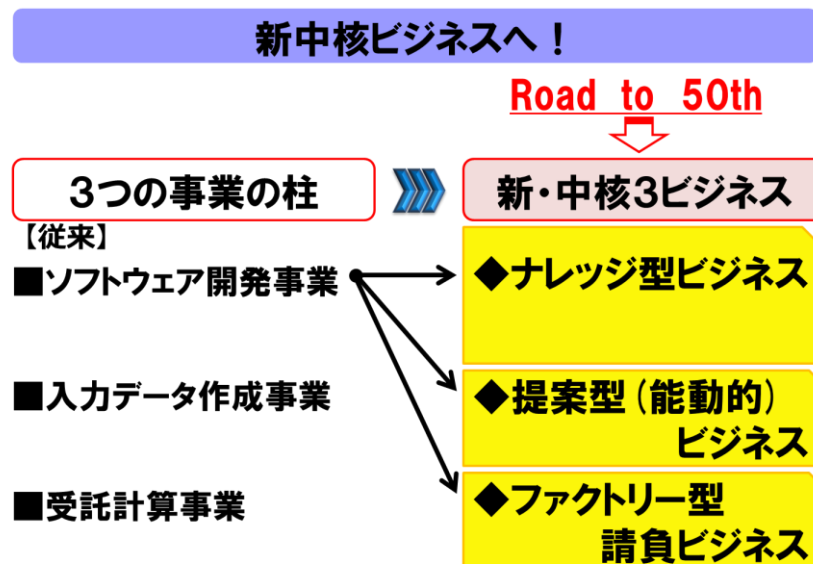 新中核ビジネスへ！
Road to 50th
3つの事業の柱
新・中核3ビジネス
【従来】
■ソフトウェア開発事業
◆ナレッジ型ビジネス
■入力データ作成事業
◆提案型（能動的）
ビジネス
■受託計算事業
◆ファクトリー型
請負ビジネス